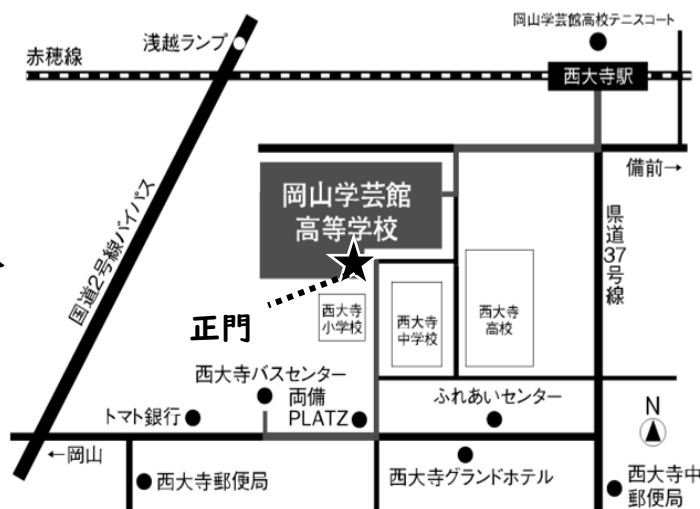 岡山学芸館高校テニスコート
浅越ランプ
赤穂線
西大寺駅
備前→
岡山学芸館
高等学校
国道2号線バイパス
県道37号線
正門
西大寺
小学校
西大寺
中学校
西大寺
高校
西大寺バスセンター
両備
PLATZ
ふれあいセンター
トマト銀行
N
←岡山
西大寺郵便局
西大寺グランドホテル
西大寺中
郵便局